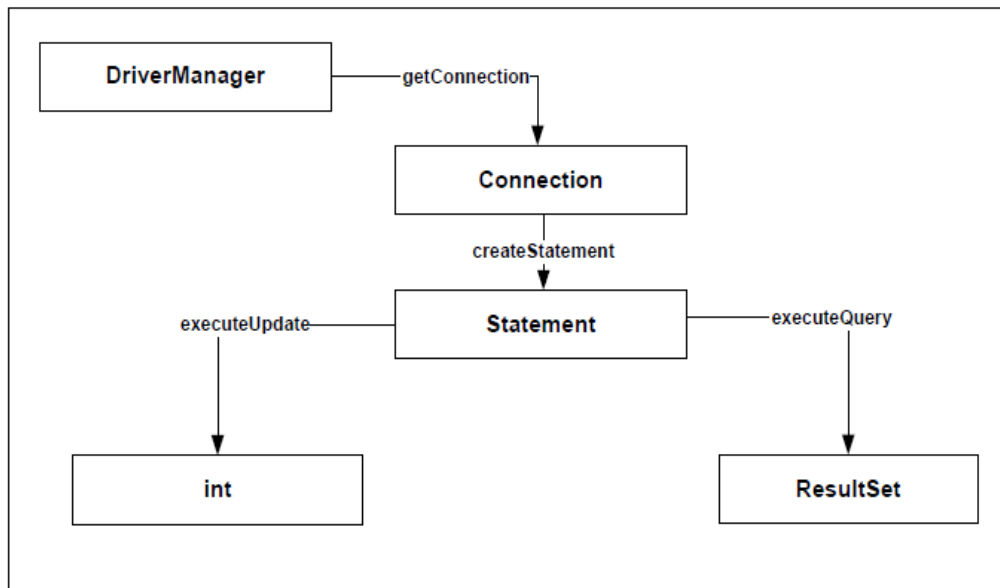 DriverManager
getConnection
Connection
createStatement
Statement
executeUpdate
executeQuery
int
ResultSet